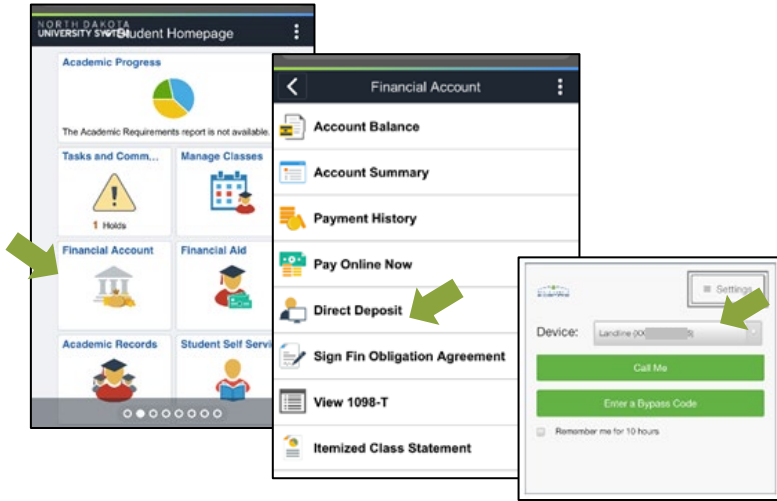 NORTH DAKOTA
UNIVERSITY SYSTEM
Student Homepage
Academic Progress
The Academic Requirements report is not available.
Tasks and Comm...
Manage Classes
1 Holds
Financial Account
Financial Aid
Academic Records
Student Self Servi
Financial Account
Account Balance
Account Summary
Payment History
Pay Online Now
Direct Deposit
Sign Fin Obligation Agreement
View 1098-T
Itemized Class Statement
Settings
Device:
Landline (XX
Call Me
Enter a Bypass Code
Remember me for 10 hours